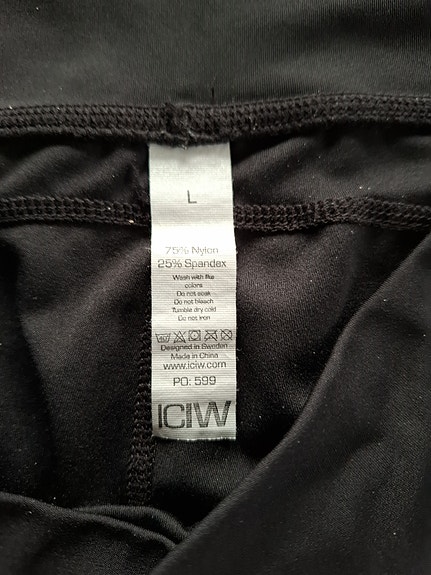 L
75% Nylon
25% Spandex
Wash with like
colors
Do not soak
Do not bleach
Tumble dry cold
Do not iron
Designed in Sweden
Made in China
www.iciw.com
PO: 599
ICIW